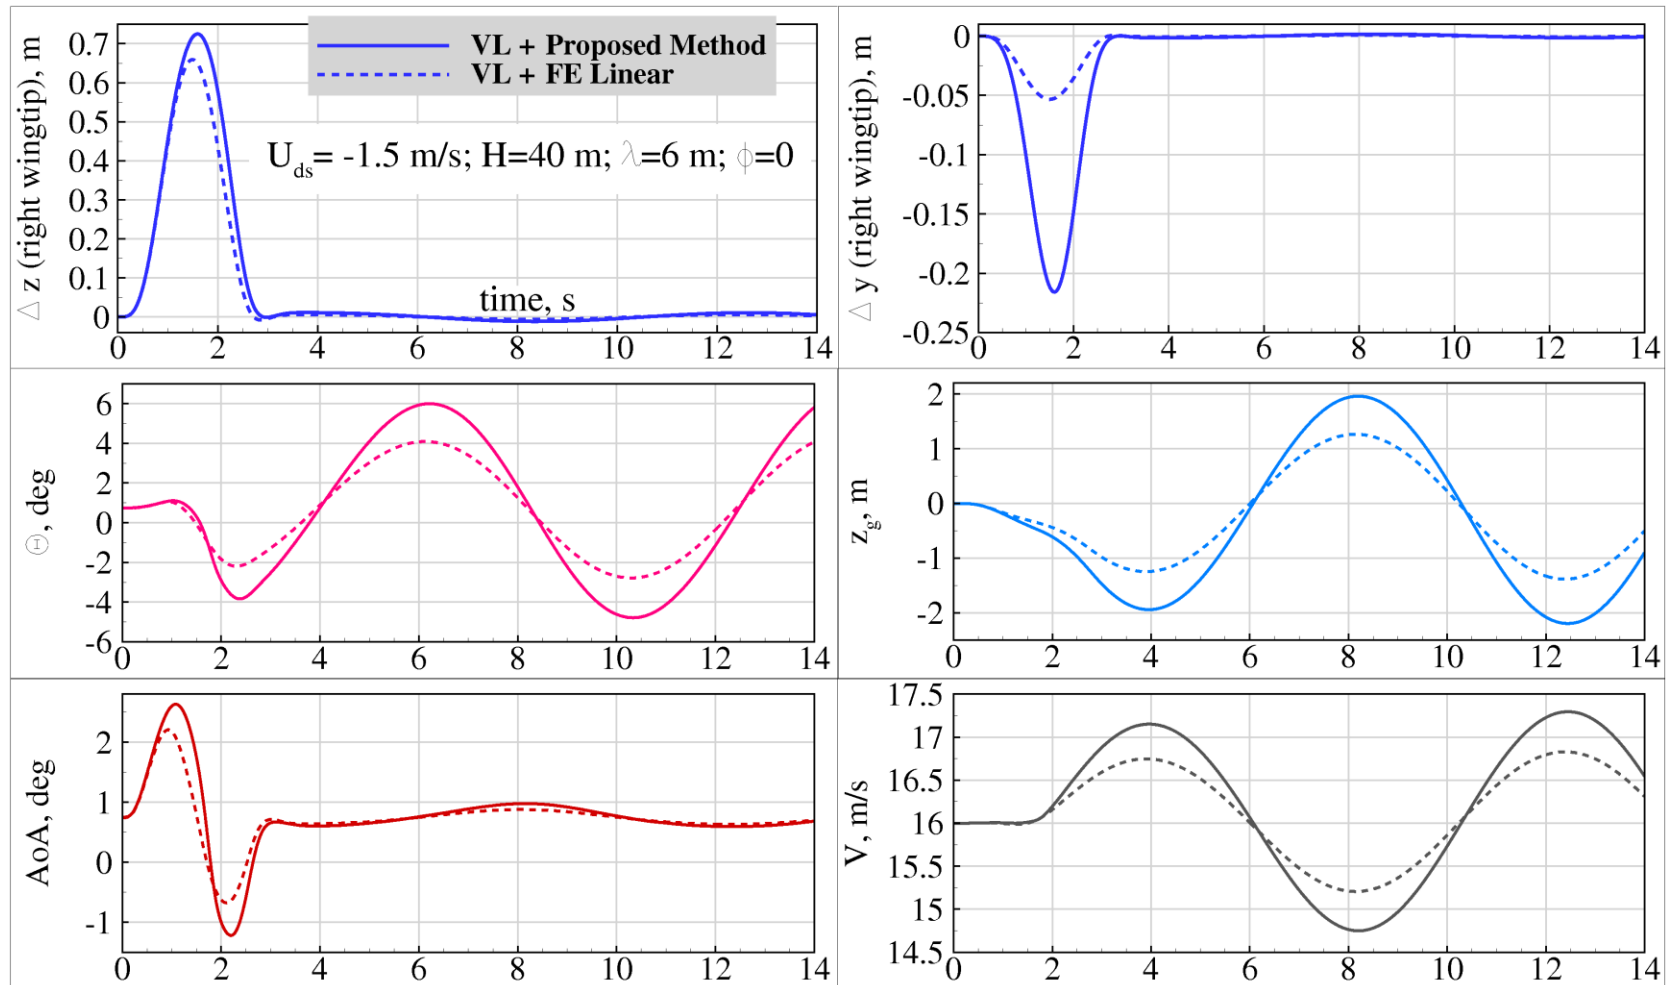 VL + Proposed Method
VL + FE Linear
U_ds= -1.5 m/s; H=40 m; λ=6 m; ϕ=0
△ z (right wingtip), m
0.7
0.6
0.5
0.4
0.3
0.2
0.1
0
time, s
0 2 4 6 8 10 12 14
△ y (right wingtip), m
0
-0.05
-0.1
-0.15
-0.2
-0.25
0 2 4 6 8 10 12 14
Θ, deg
6
4
2
0
-2
-4
-6
0 2 4 6 8 10 12 14
z_g, m
2
1
0
-1
-2
0 2 4 6 8 10 12 14
AoA, deg
2
1
0
-1
0 2 4 6 8 10 12 14
V, m/s
17.5
17
16.5
16
15.5
15
14.5
0 2 4 6 8 10 12 14